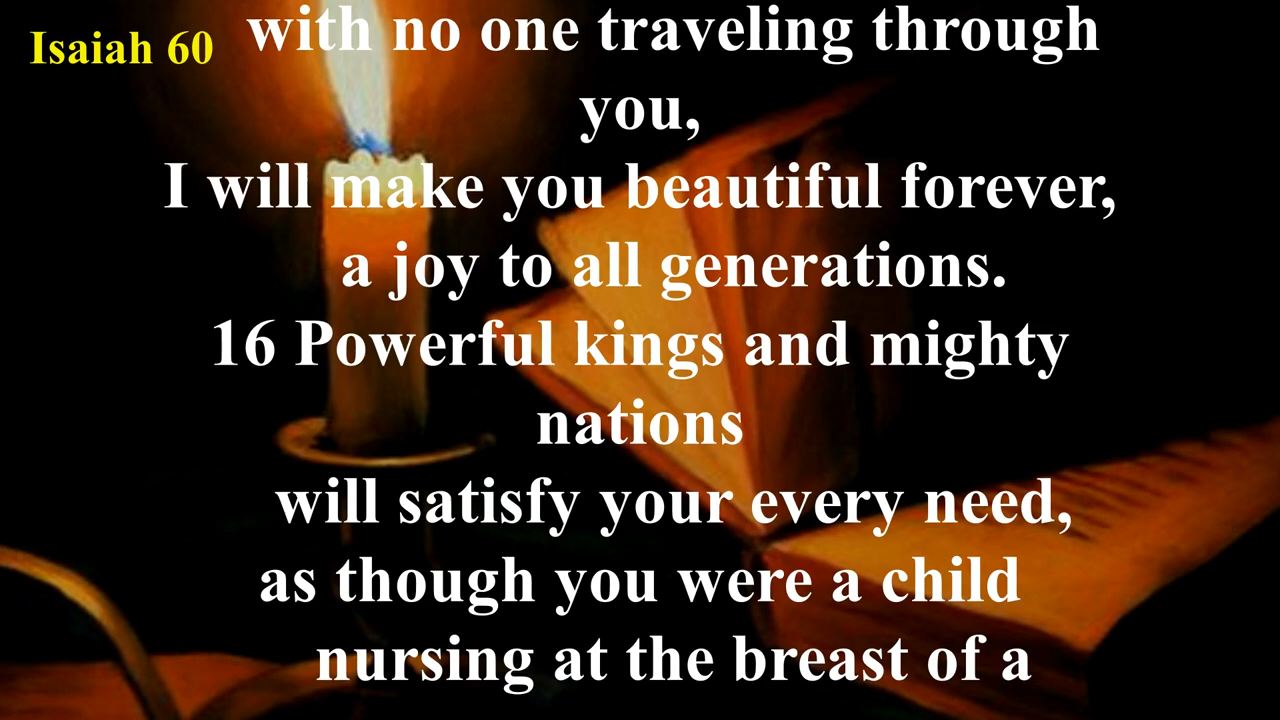 Isaiah 60
with no one traveling through
you,
I will make you beautiful forever,
a joy to all generations.
16 Powerful kings and mighty
nations
will satisfy your every need,
as though you were a child
nursing at the breast of a